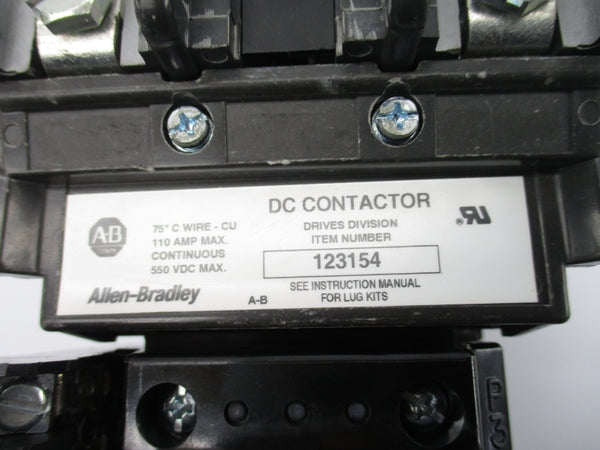 DC CONTACTOR
DRIVES DIVISION
ITEM NUMBER
123154
SEE INSTRUCTION MANUAL
FOR LUG KITS
AB
75° C WIRE - CU
110 AMP MAX.
CONTINUOUS
550 VDC MAX.
Allen-Bradley
A-B
RU
P3